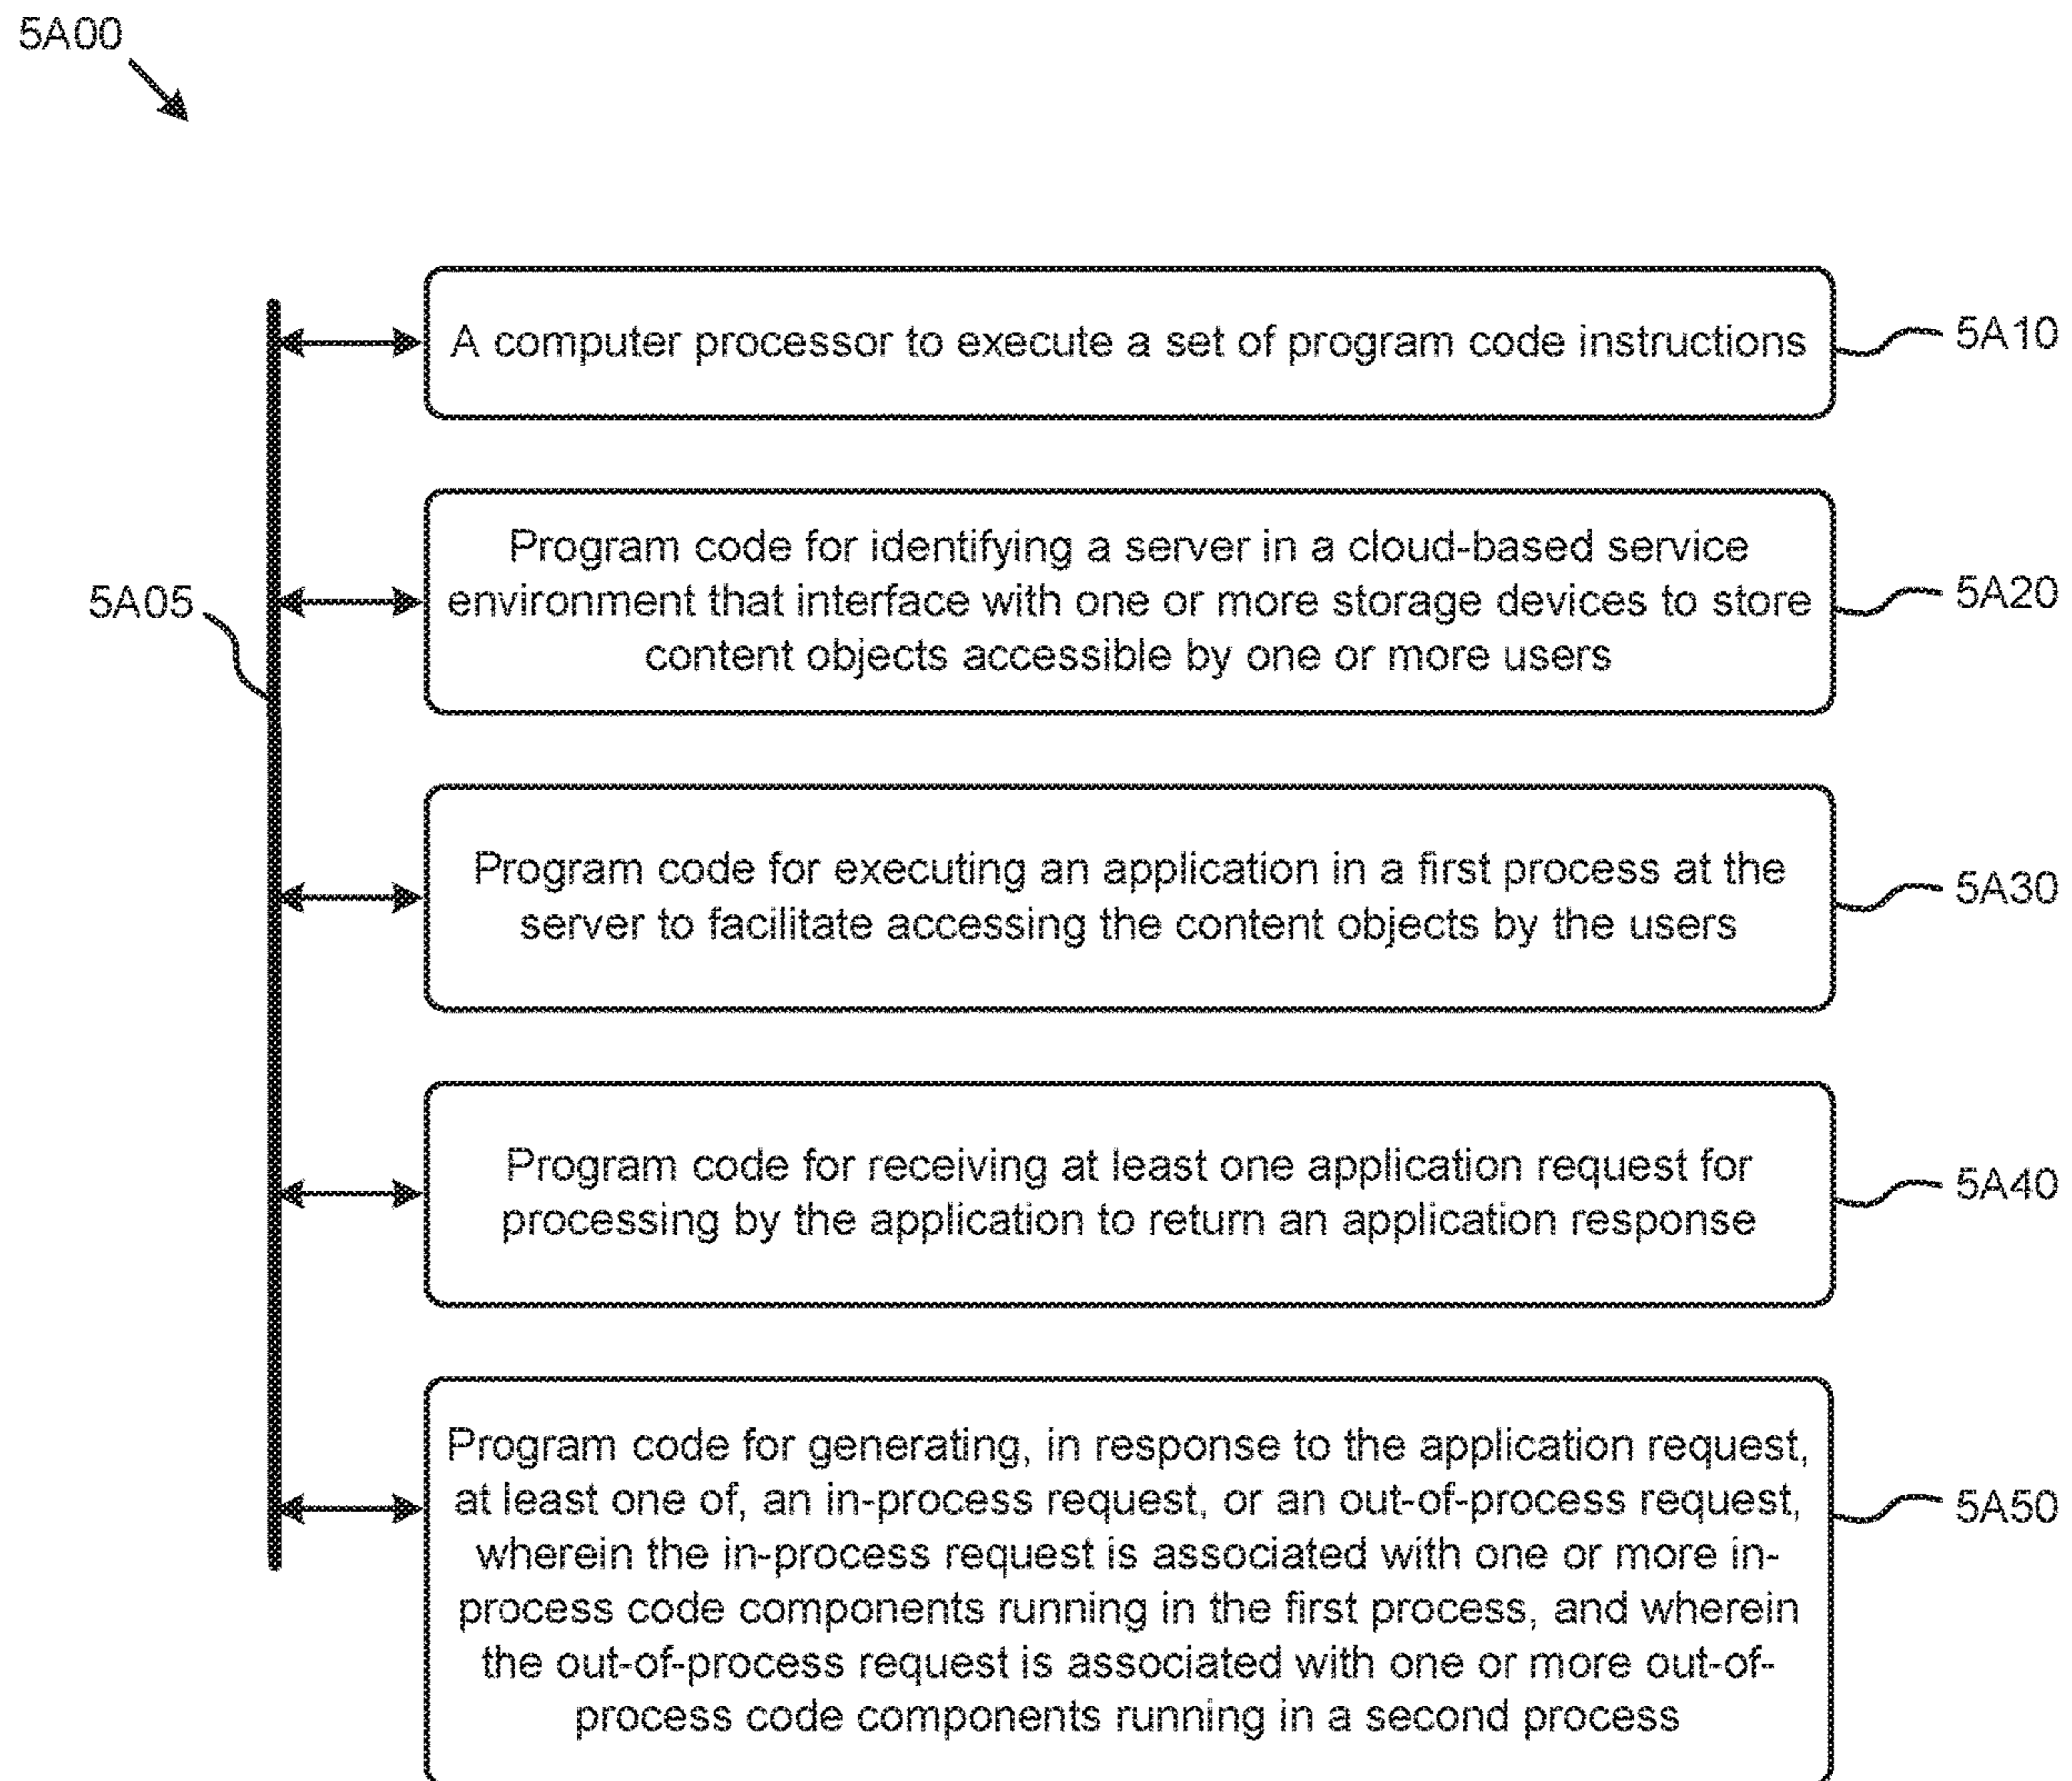 5A00
A computer processor to execute a set of program code instructions
5A10
Program code for identifying a server in a cloud-based service
environment that interface with one or more storage devices to store
content objects accessible by one or more users
5A20
5A05
Program code for executing an application in a first process at the
server to facilitate accessing the content objects by the users
5A30
Program code for receiving at least one application request for
processing by the application to return an application response
5A40
Program code for generating, in response to the application request,
at least one of, an in-process request, or an out-of-process request,
wherein the in-process request is associated with one or more in-
process code components running in the first process, and wherein
the out-of-process request is associated with one or more out-of-
process code components running in a second process
5A50